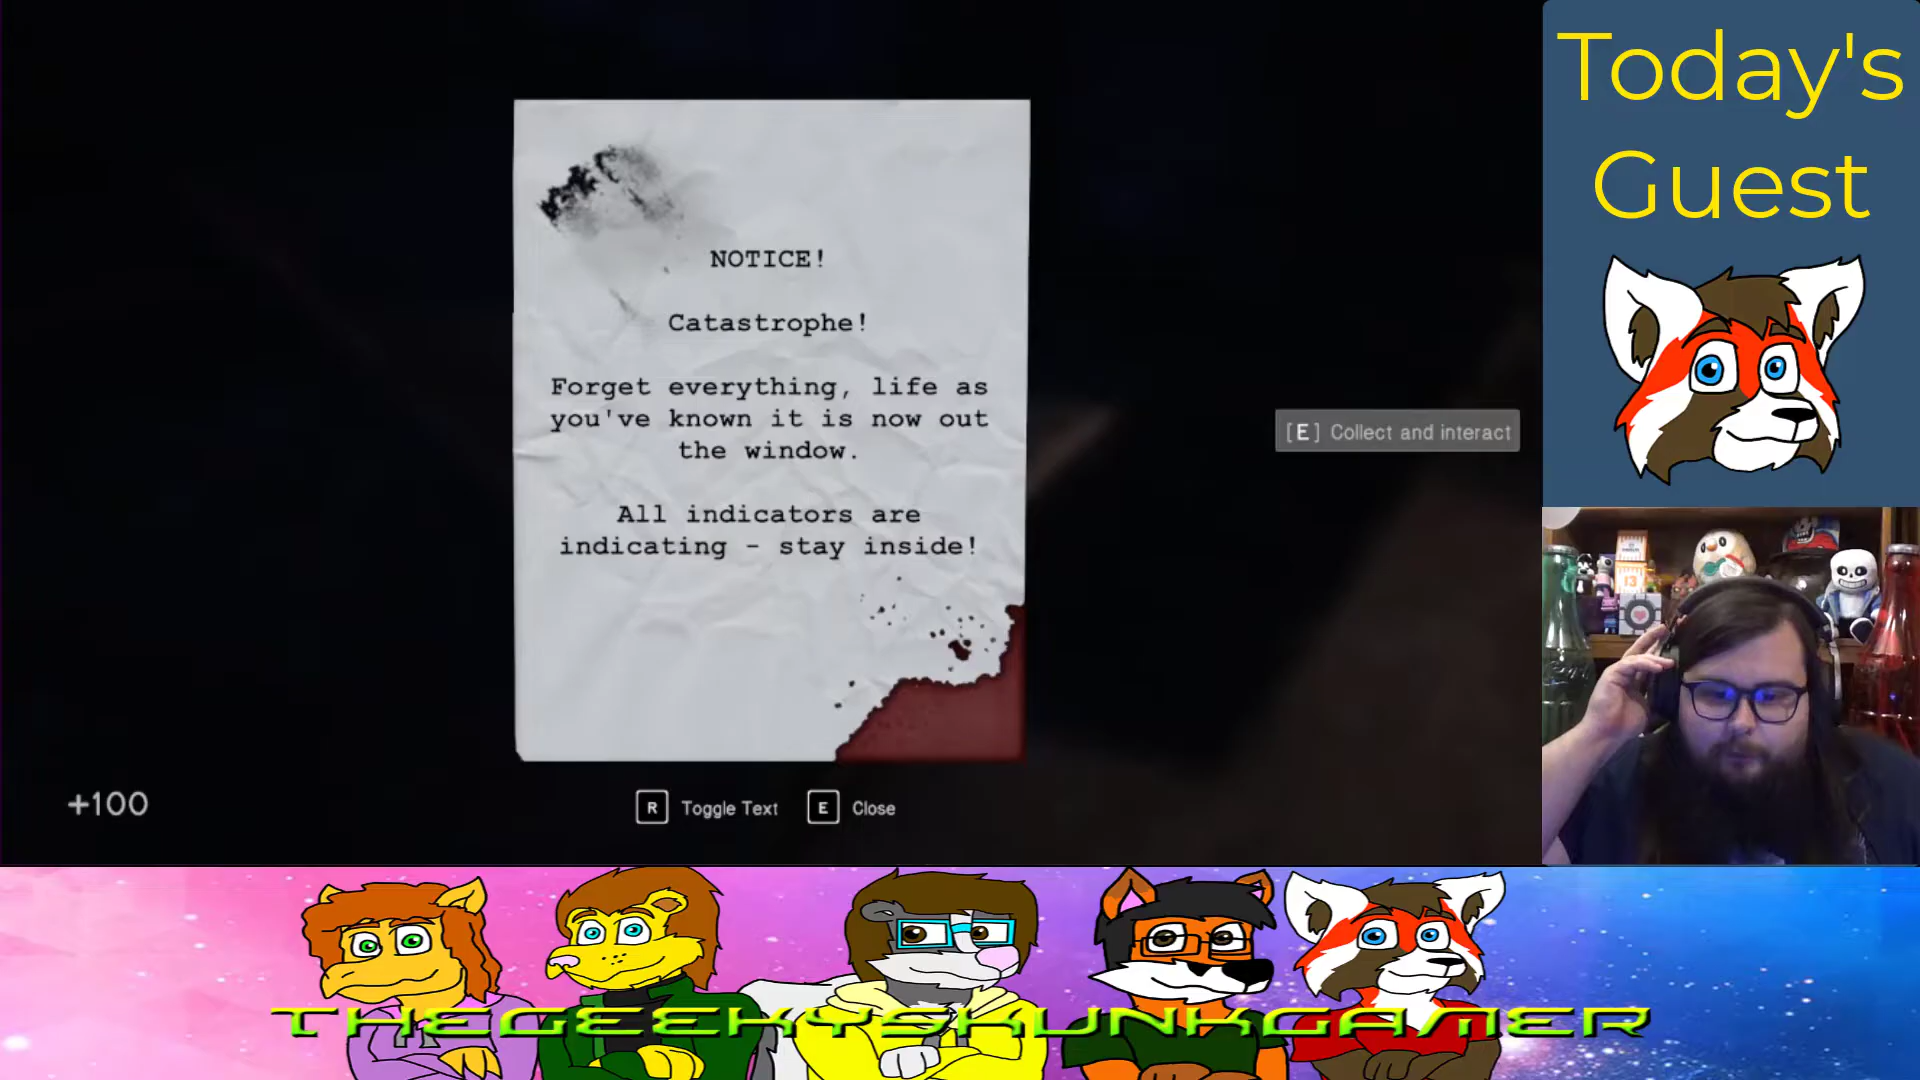 NOTICE!
Catastrophe!
Forget everything, life as
you've known it is now out
the window.
All indicators are
indicating - stay inside!
[E] Collect and interact
+100
R Toggle Text E Close
Today's
Guest
13
THEGEEKYSKUNKGAMER